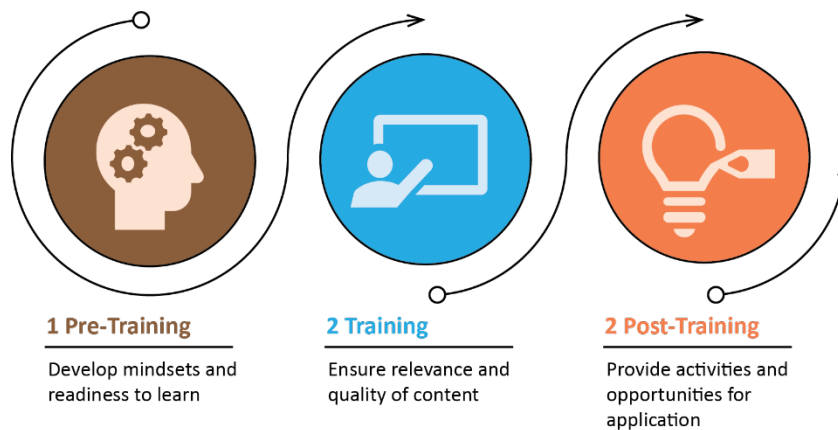 1 Pre-Training
Develop mindsets and
readiness to learn
2 Training
Ensure relevance and
quality of content
2 Post-Training
Provide activities and
opportunities for
application